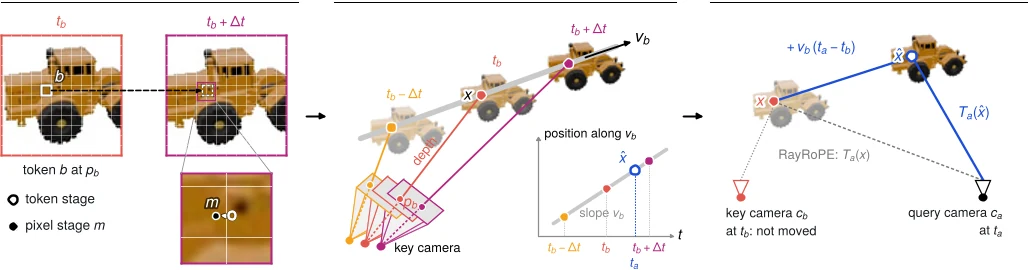 t_b
t_b + Δt
b
token b at p_b
token stage
pixel stage m
m
t_b − Δt
t_b
t_b + Δt
v_b
x
depth
p_b
key camera
position along v_b
x̂
slope v_b
t
t_b − Δt
t_b
t_b + Δt
t_a
+ v_b (t_a − t_b)
x̂
x
T_a(x̂)
RayRoPE: T_a(x)
key camera c_b
at t_b: not moved
query camera c_a
at t_a